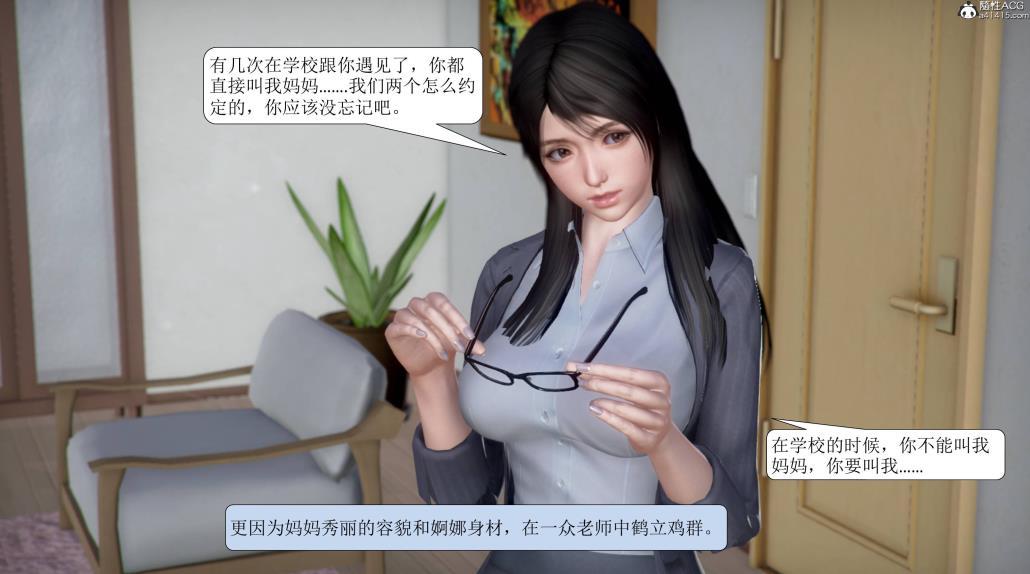 随性ACG
a41415.com
有几次在学校跟你遇见了，你都
直接叫我妈妈.......我们两个怎么约
定的，你应该没忘记吧。
在学校的时候，你不能叫我
妈妈，你要叫我......
更因为妈妈秀丽的容貌和婀娜身材，在一众老师中鹤立鸡群。